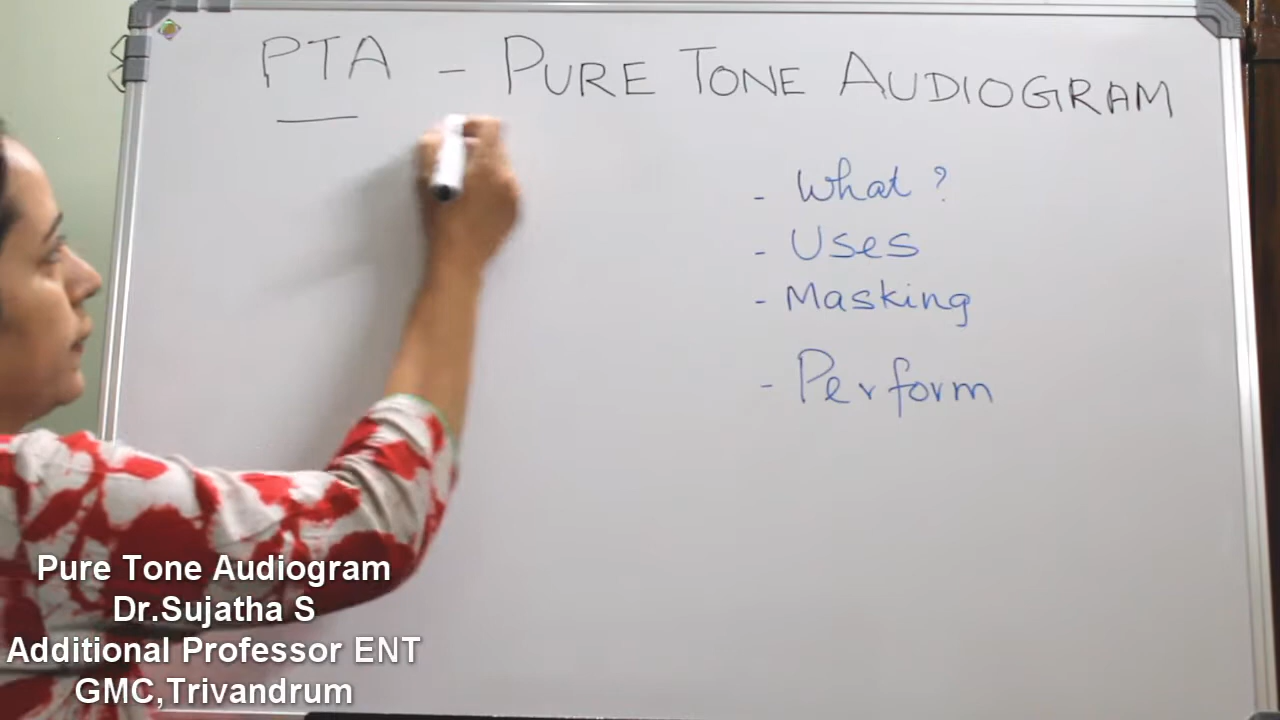 PTA - PURE TONE AUDIOGRAM
- What ?
- Uses
- Masking
- Perform
Pure Tone Audiogram
Dr.Sujatha S
Additional Professor ENT
GMC,Trivandrum